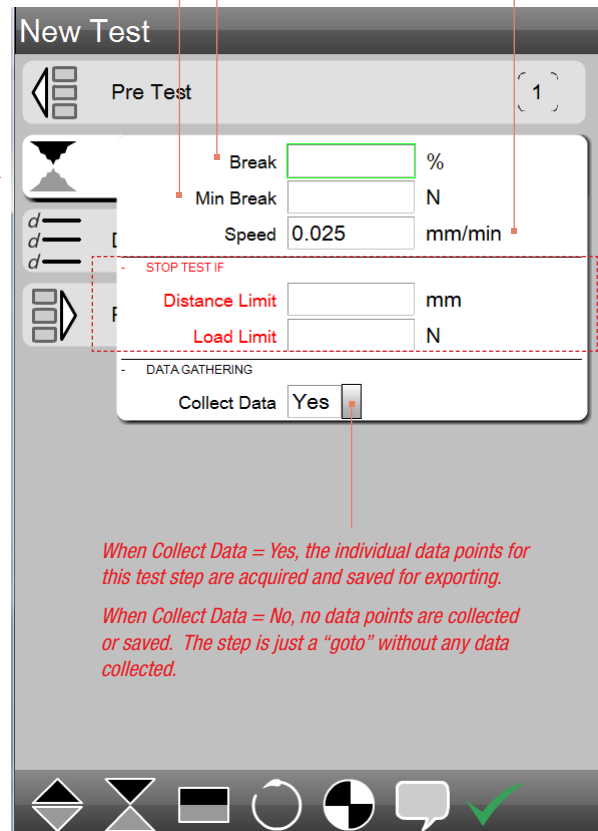 New Test
Pre Test
1
Break
%
Min Break
N
Speed
0.025
mm/min
d
d
d
D
- STOP TEST IF
Distance Limit
mm
Load Limit
N
- DATA GATHERING
Collect Data
Yes
When Collect Data = Yes, the individual data points for
this test step are acquired and saved for exporting.
When Collect Data = No, no data points are collected
or saved. The step is just a “goto” without any data
collected.